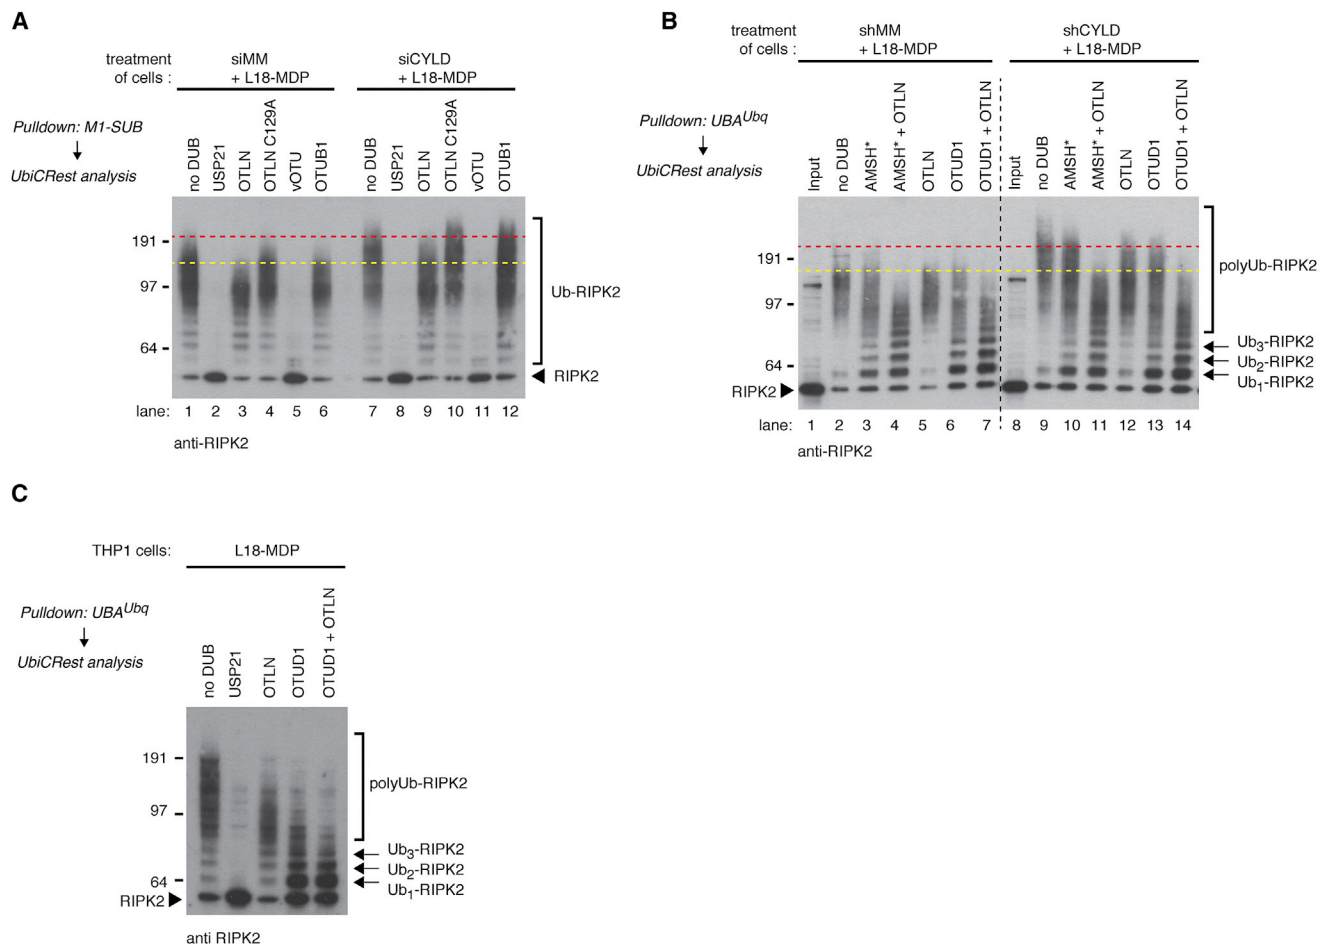 A
treatment of cells :
siMM + L18-MDP
siCYLD + L18-MDP
Pulldown: M1-SUB
UbiCRest analysis
no DUB
USP21
OTLN
OTLN C129A
vOTU
OTUB1
no DUB
USP21
OTLN
OTLN C129A
vOTU
OTUB1
191
97
64
Ub-RIPK2
RIPK2
lane: 1 2 3 4 5 6 7 8 9 10 11 12
anti-RIPK2
B
treatment of cells :
shMM + L18-MDP
shCYLD + L18-MDP
Pulldown: UBA^Ubq
UbiCRest analysis
Input
no DUB
AMSH*
AMSH* + OTLN
OTLN
OTUD1
OTUD1 + OTLN
Input
no DUB
AMSH*
AMSH* + OTLN
OTLN
OTUD1
OTUD1 + OTLN
191
97
64
RIPK2
polyUb-RIPK2
Ub3-RIPK2
Ub2-RIPK2
Ub1-RIPK2
lane: 1 2 3 4 5 6 7 8 9 10 11 12 13 14
anti-RIPK2
C
THP1 cells: L18-MDP
Pulldown: UBA^Ubq
UbiCRest analysis
no DUB
USP21
OTLN
OTUD1
OTUD1 + OTLN
191
97
64
RIPK2
polyUb-RIPK2
Ub3-RIPK2
Ub2-RIPK2
Ub1-RIPK2
anti RIPK2